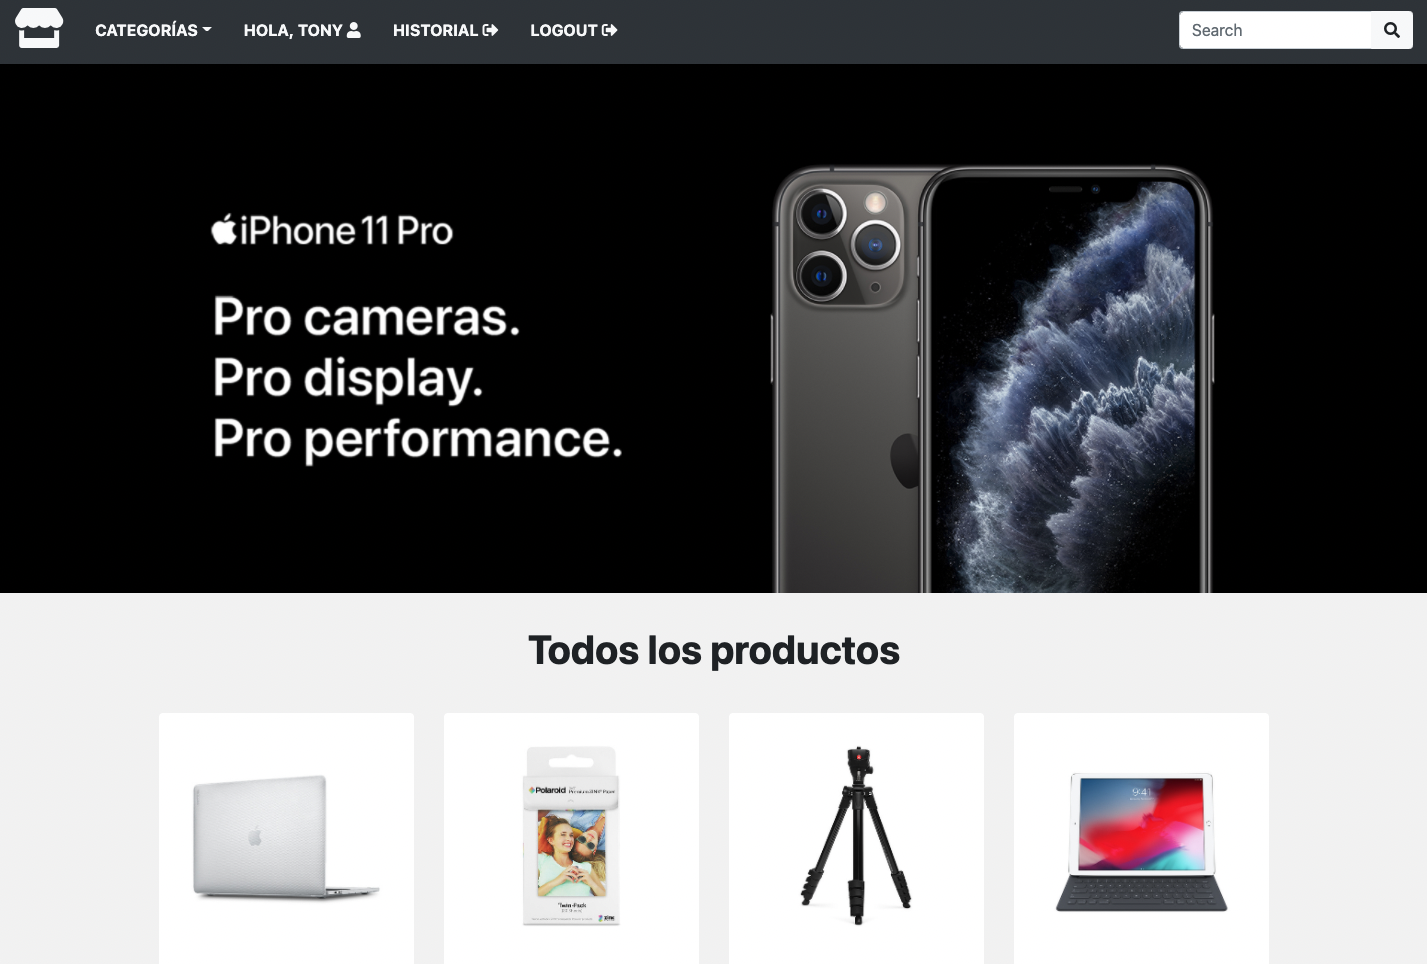 CATEGORÍAS
HOLA, TONY
HISTORIAL
LOGOUT
Search
iPhone 11 Pro
Pro cameras.
Pro display.
Pro performance.
Todos los productos
Polaroid
Twin-Pack
9:41